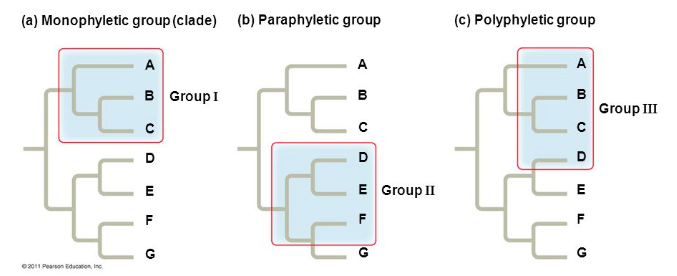 (a) Monophyletic group (clade)
A
B
C
Group I
D
E
F
G
(b) Paraphyletic group
A
B
C
D
E
Group II
F
G
(c) Polyphyletic group
A
B
Group III
C
D
E
F
G
© 2011 Pearson Education, Inc.